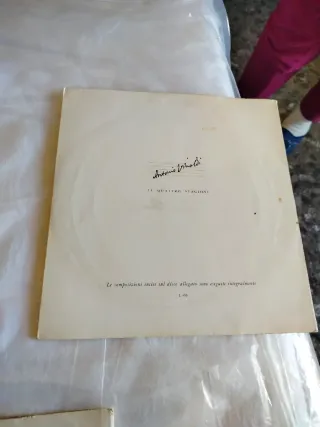 Antonio Vivaldi
LE QUATTRO STAGIONI
Le composizioni incise sul disco allegato sono eseguite integralmente